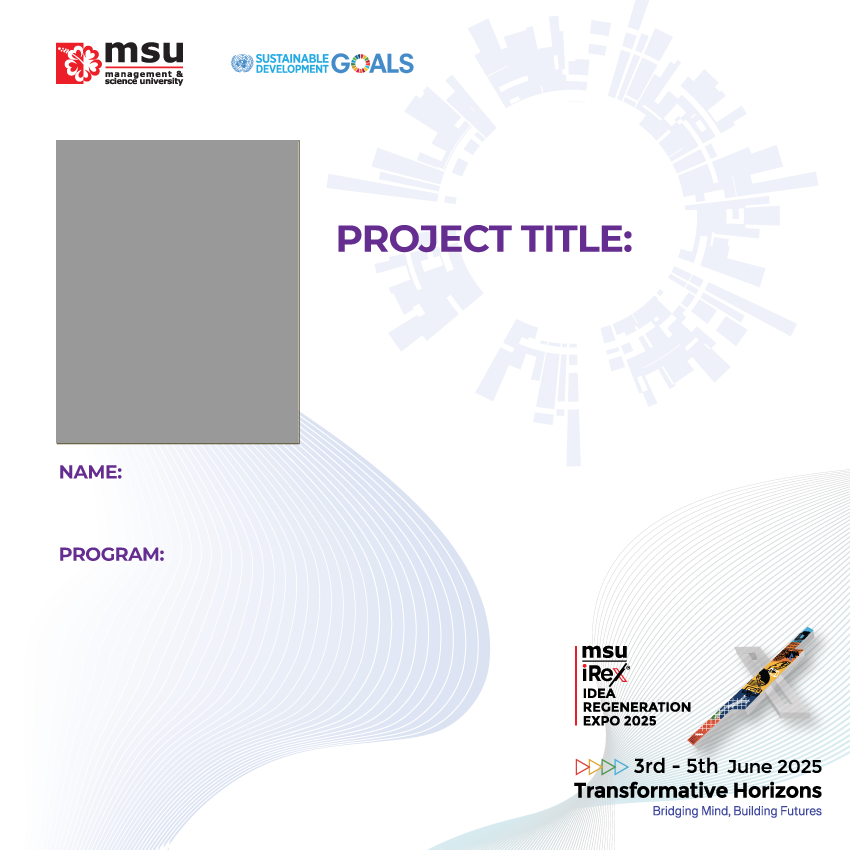 msu
management &
science university
SUSTAINABLE
DEVELOPMENT
GOALS
PROJECT TITLE:
NAME:
PROGRAM:
msu
iRex®
IDEA
REGENERATION
EXPO 2025
3rd - 5th June 2025
Transformative Horizons
Bridging Mind, Building Futures